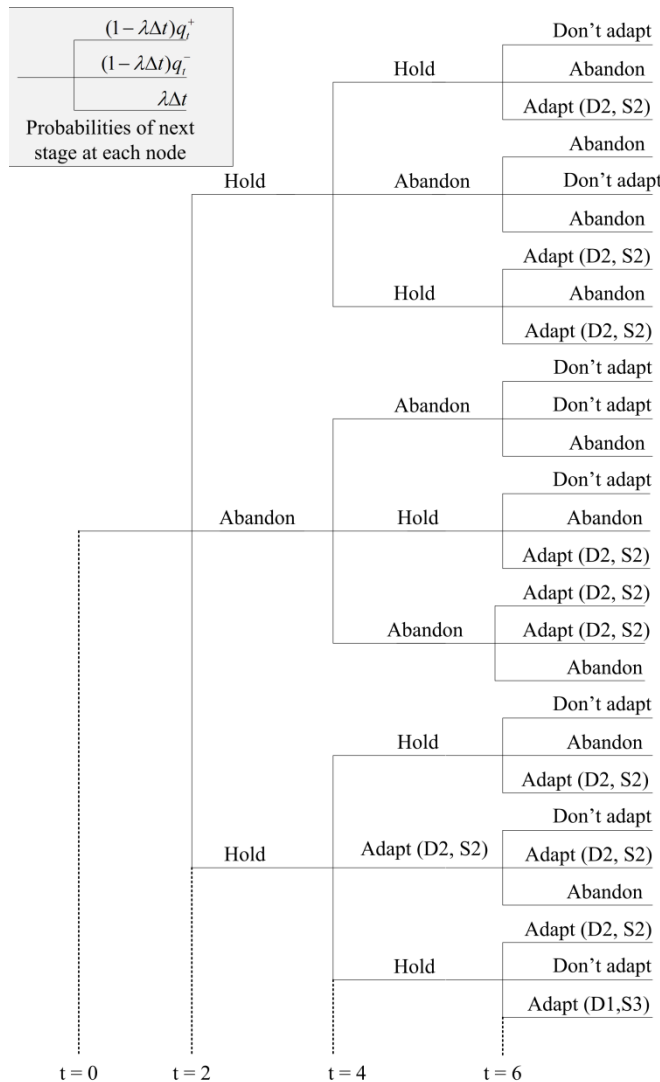 (1-λΔt)q_t^+
(1-λΔt)q_t^-
λΔt
Probabilities of next
stage at each node
Don't adapt
Hold
Abandon
Adapt (D2, S2)
Abandon
Hold
Abandon
Don't adapt
Abandon
Adapt (D2, S2)
Hold
Abandon
Adapt (D2, S2)
Don't adapt
Abandon
Don't adapt
Abandon
Don't adapt
Abandon
Hold
Abandon
Adapt (D2, S2)
Adapt (D2, S2)
Abandon
Adapt (D2, S2)
Abandon
Don't adapt
Hold
Abandon
Adapt (D2, S2)
Don't adapt
Hold
Adapt (D2, S2)
Adapt (D2, S2)
Abandon
Adapt (D2, S2)
Hold
Don't adapt
Adapt (D1,S3)
t = 0
t = 2
t = 4
t = 6